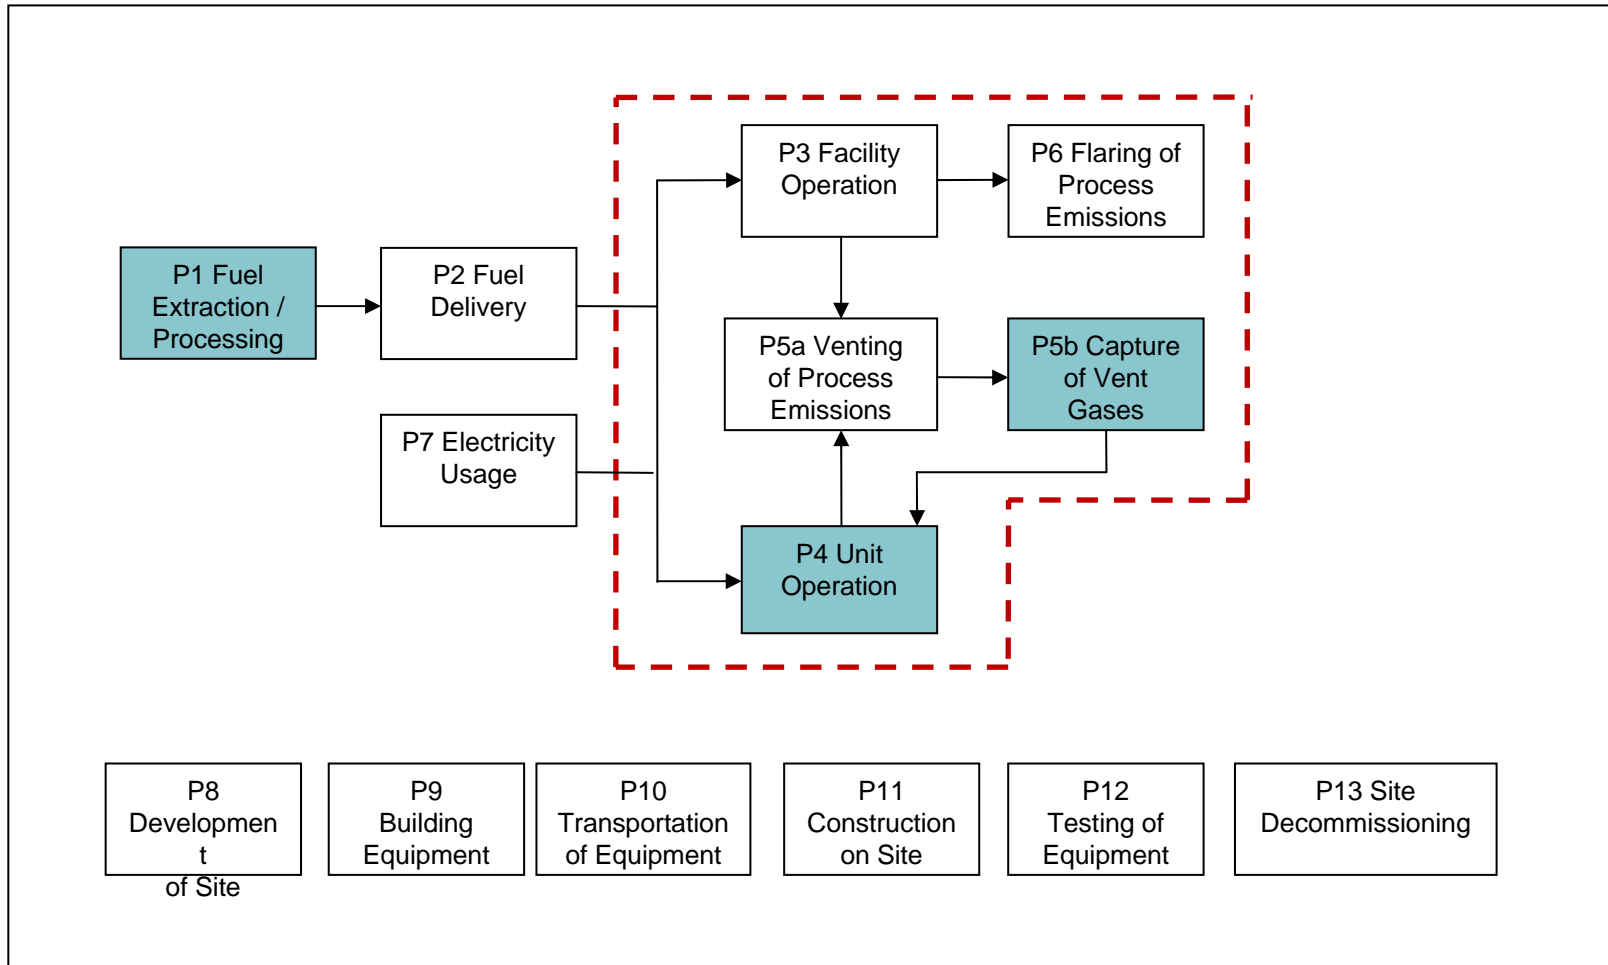 P3 Facility
Operation
P6 Flaring of
Process
Emissions
P1 Fuel
Extraction /
Processing
P2 Fuel
Delivery
P5a Venting
of Process
Emissions
P5b Capture
of Vent
Gases
P7 Electricity
Usage
P4 Unit
Operation
P8
Developmen
t
of Site
P9
Building
Equipment
P10
Transportation
of Equipment
P11
Construction
on Site
P12
Testing of
Equipment
P13 Site
Decommissioning